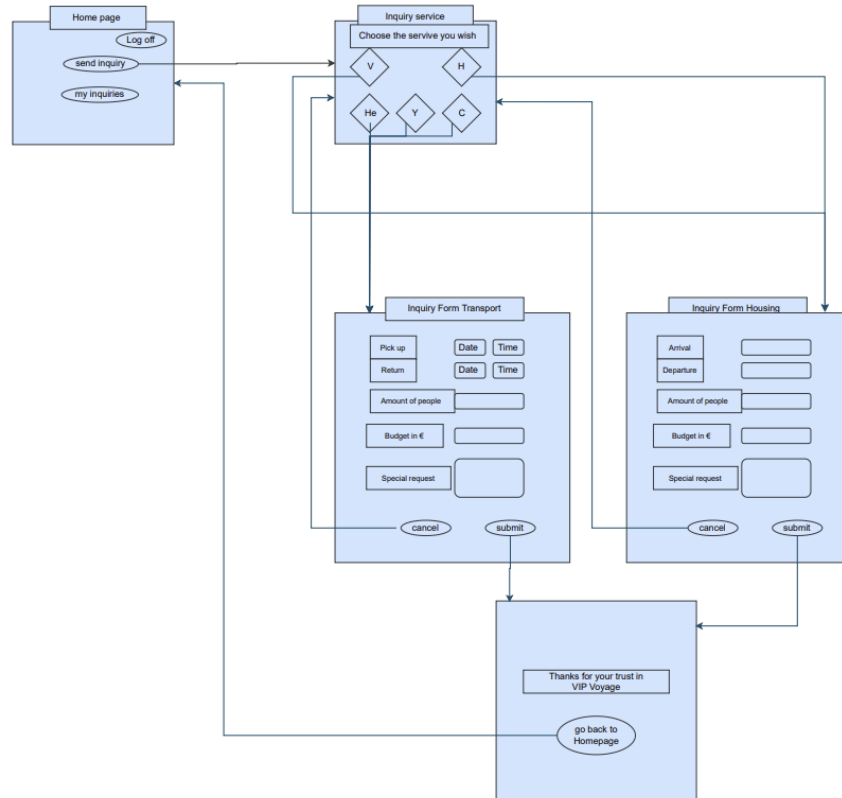 Home page
Log off
send inquiry
my inquiries
Inquiry service
Choose the servive you wish
V
H
He
Y
C
Inquiry Form Transport
Pick up
Date
Time
Return
Date
Time
Amount of people
Budget in €
Special request
cancel
submit
Inquiry Form Housing
Arrival
Departure
Amount of people
Budget in €
Special request
cancel
submit
Thanks for your trust in
VIP Voyage
go back to
Homepage